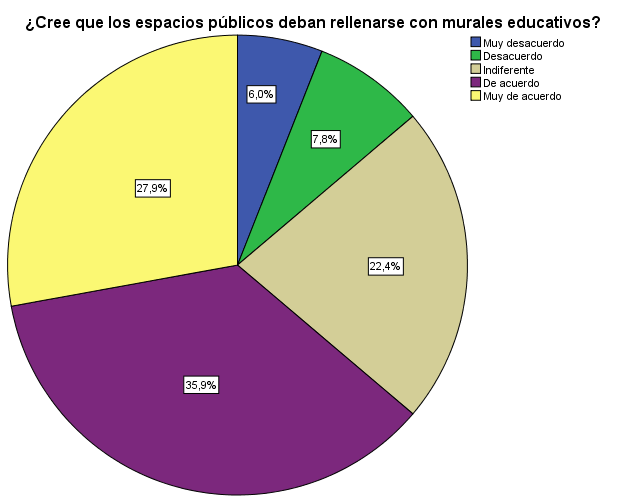 ¿Cree que los espacios públicos deban rellenarse con murales educativos?
Muy desacuerdo
Desacuerdo
Indiferente
De acuerdo
Muy de acuerdo
6,0%
7,8%
27,9%
22,4%
35,9%